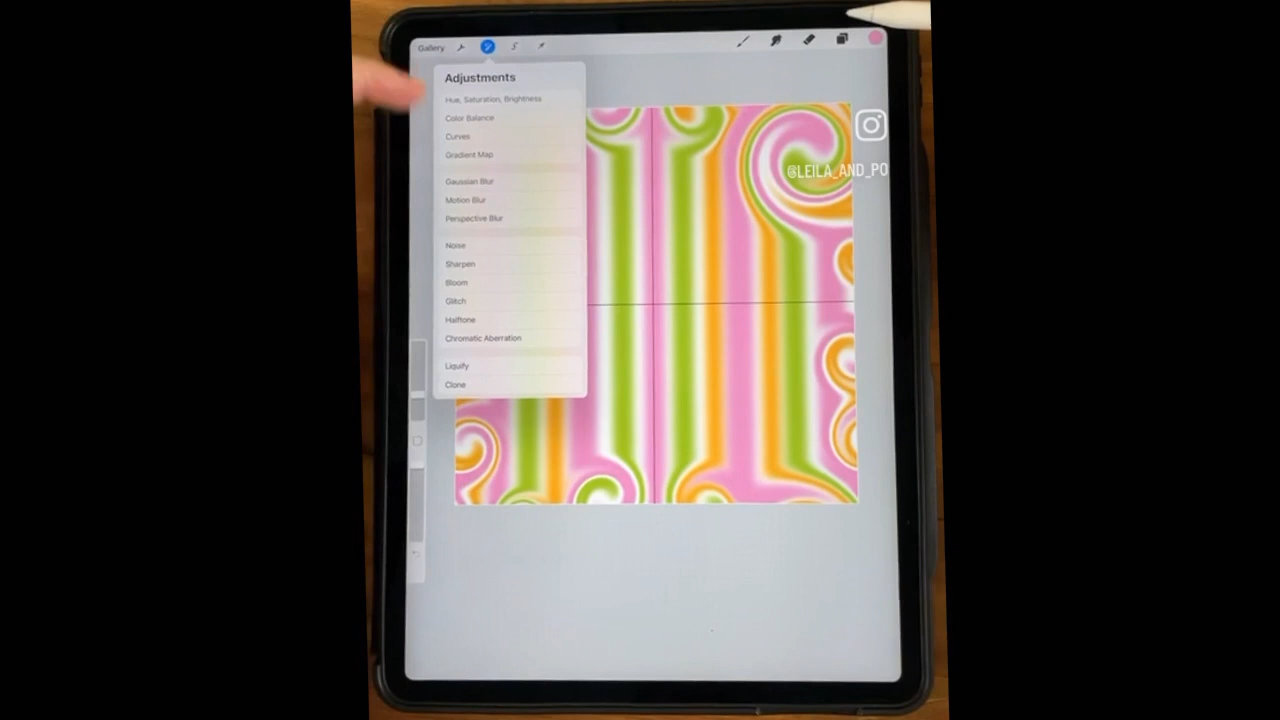 Gallery
Adjustments
Hue, Saturation, Brightness
Color Balance
Curves
Gradient Map
Gaussian Blur
Motion Blur
Perspective Blur
Noise
Sharpen
Bloom
Glitch
Halftone
Chromatic Aberration
Liquify
Clone
@LEILA_AND_PO